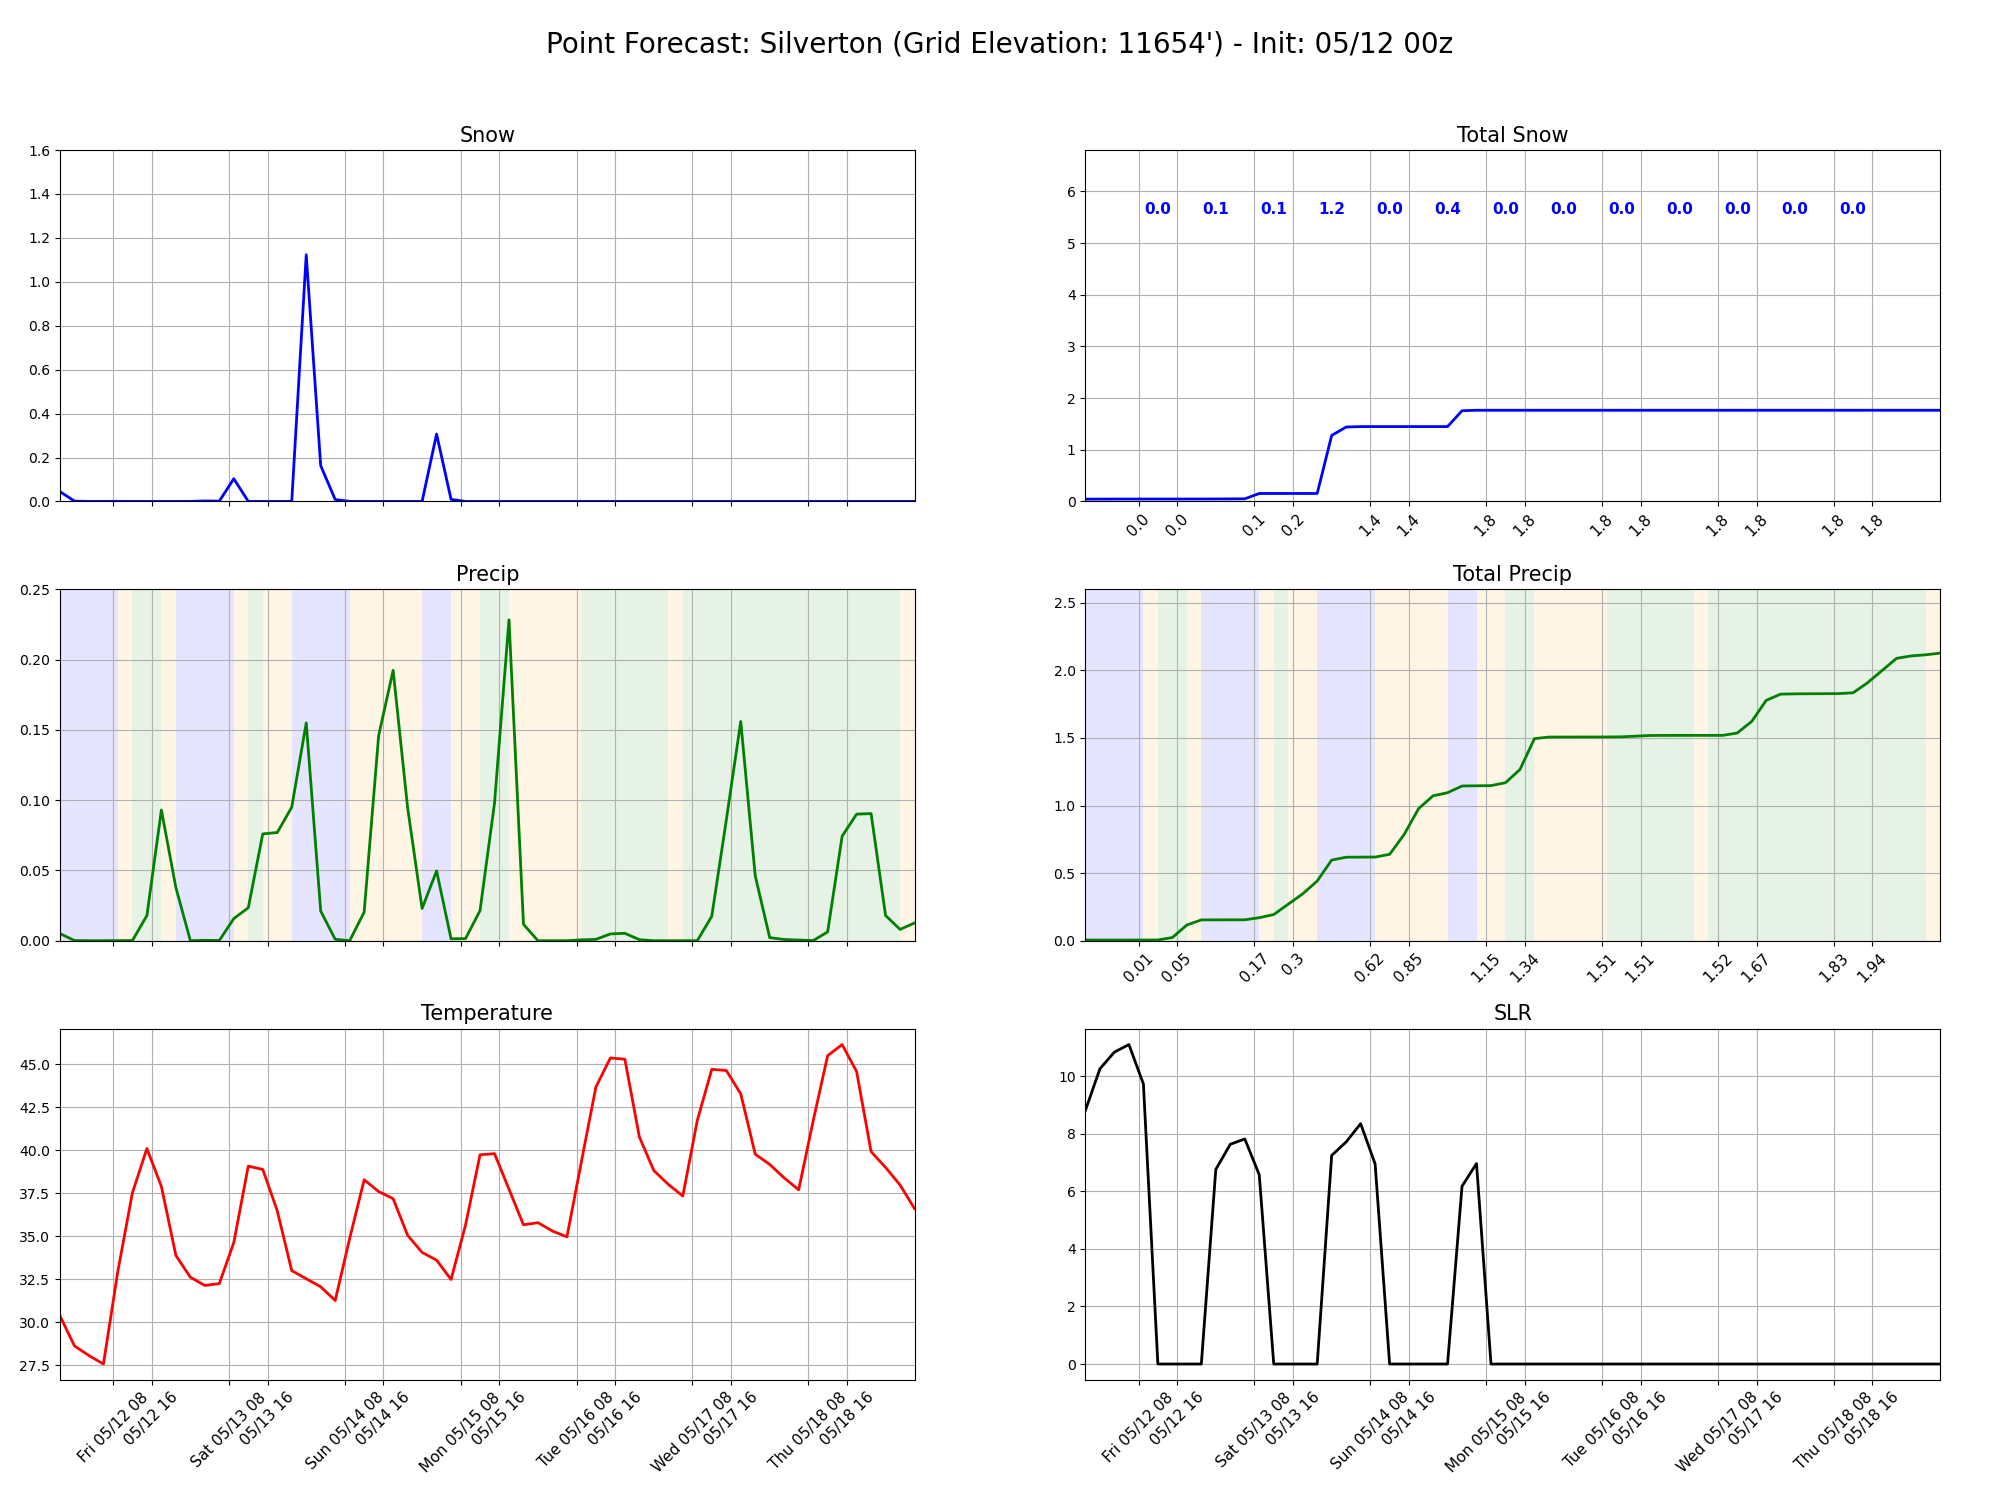 Point Forecast: Silverton (Grid Elevation: 11654') - Init: 05/12 00z
Snow
1.6
1.4
1.2
1.0
0.8
0.6
0.4
0.2
0.0
Total Snow
6
5
4
3
2
1
0
0.0 0.1 0.1 1.2 0.0 0.4 0.0 0.0 0.0 0.0 0.0 0.0 0.0
0.0 0.0 0.1 0.2 1.4 1.4 1.8 1.8 1.8 1.8 1.8 1.8 1.8 1.8
Precip
0.25
0.20
0.15
0.10
0.05
0.00
Total Precip
2.5
2.0
1.5
1.0
0.5
0.0
0.01 0.05 0.17 0.3 0.62 0.85 1.15 1.34 1.51 1.51 1.52 1.67 1.83 1.94
Temperature
45.0
42.5
40.0
37.5
35.0
32.5
30.0
27.5
Fri 05/12 08
05/12 16
Sat 05/13 08
05/13 16
Sun 05/14 08
05/14 16
Mon 05/15 08
05/15 16
Tue 05/16 08
05/16 16
Wed 05/17 08
05/17 16
Thu 05/18 08
05/18 16
SLR
10
8
6
4
2
0
Fri 05/12 08
05/12 16
Sat 05/13 08
05/13 16
Sun 05/14 08
05/14 16
Mon 05/15 08
05/15 16
Tue 05/16 08
05/16 16
Wed 05/17 08
05/17 16
Thu 05/18 08
05/18 16